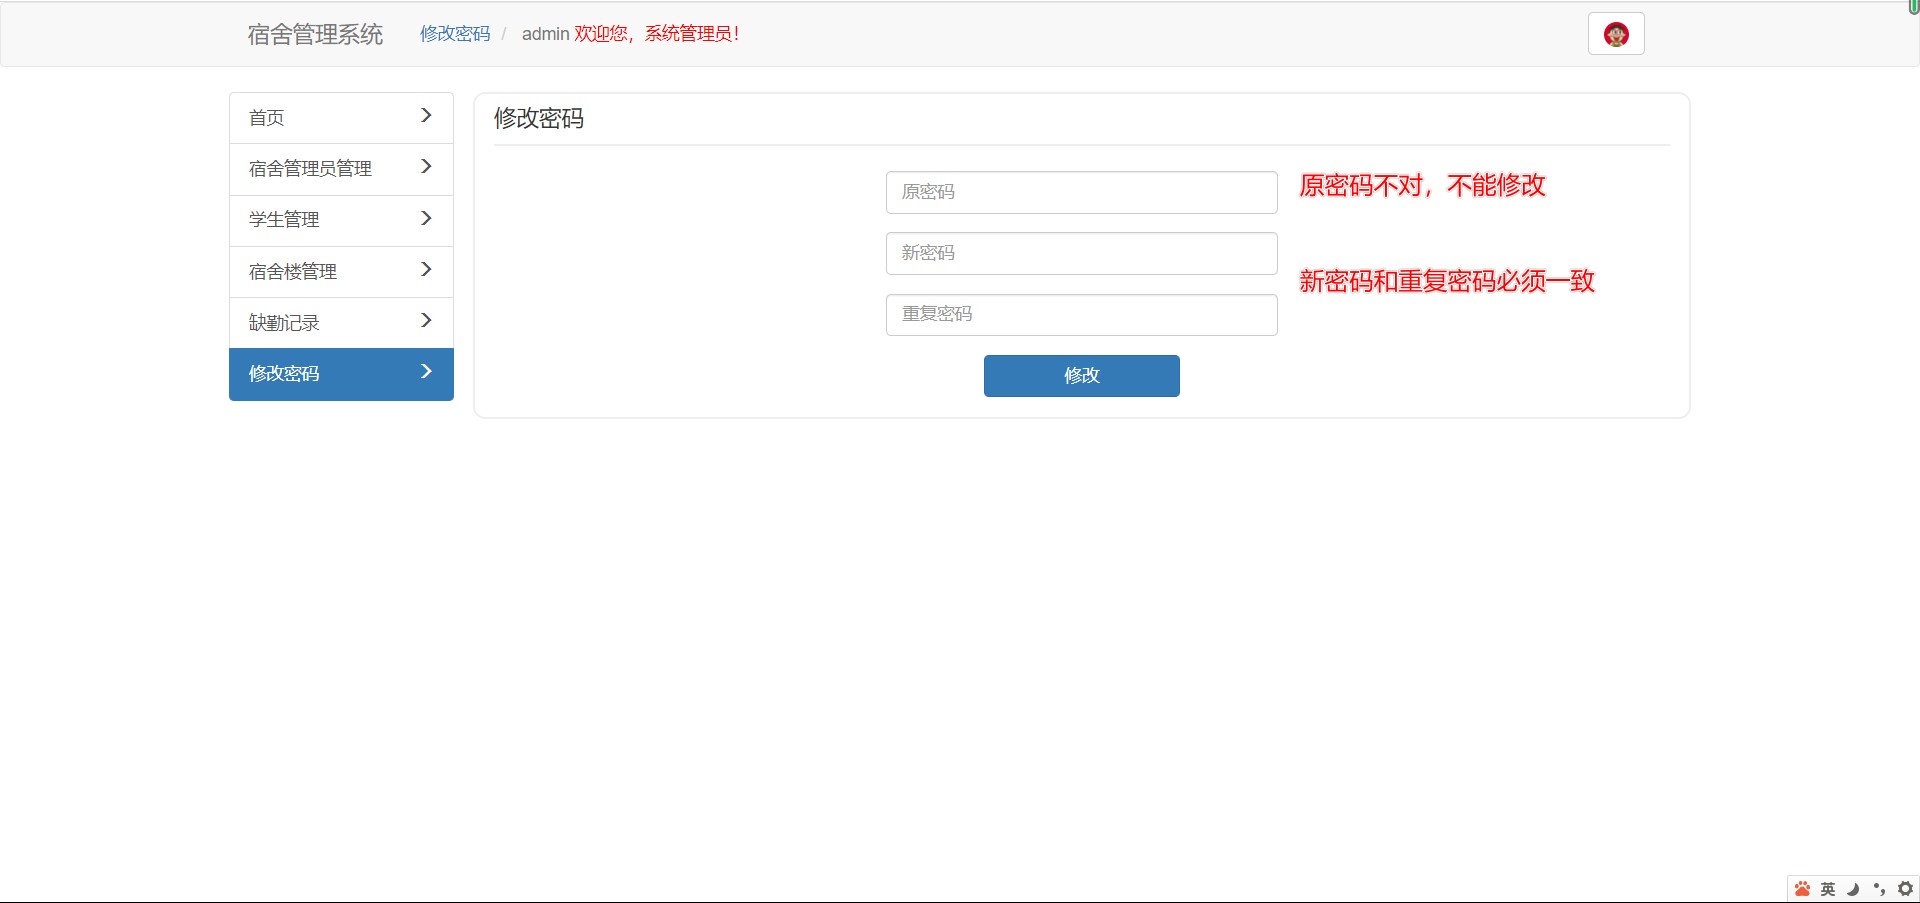 宿舍管理系统 修改密码 / admin 欢迎您，系统管理员！
首页
宿舍管理员管理
学生管理
宿舍楼管理
缺勤记录
修改密码
修改密码
原密码 原密码不对，不能修改
新密码
新密码和重复密码必须一致
重复密码
修改
英